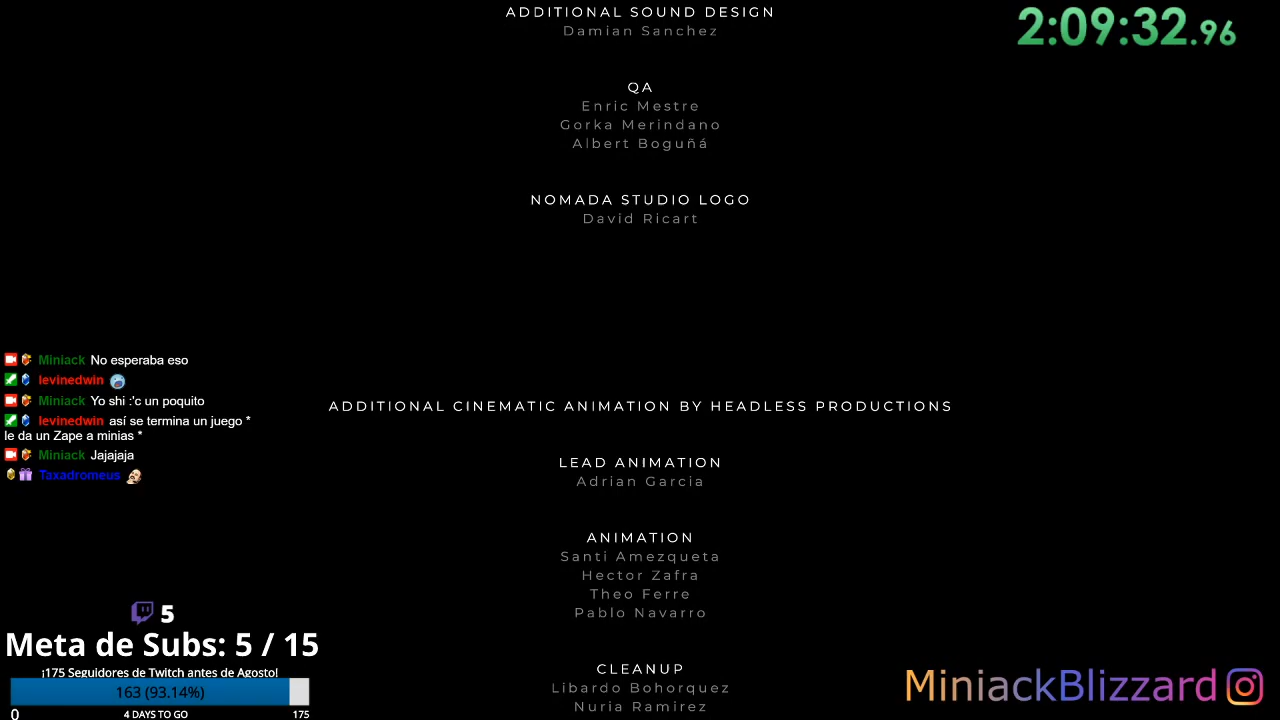 ADDITIONAL SOUND DESIGN
Damian Sanchez
2:09:32.96
QA
Enric Mestre
Gorka Merindano
Albert Boguñá
NOMADA STUDIO LOGO
David Ricart
Miniack No esperaba eso
levinedwin
Miniack Yo shi :'c un poquito
levinedwin así se termina un juego *
le da un Zape a minias *
Miniack Jajajaja
Taxadromeus
ADDITIONAL CINEMATIC ANIMATION BY HEADLESS PRODUCTIONS
LEAD ANIMATION
Adrian Garcia
ANIMATION
Santi Amezqueta
Hector Zafra
Theo Ferre
Pablo Navarro
CLEANUP
Libardo Bohorquez
Nuria Ramirez
5
Meta de Subs: 5 / 15
¡175 Seguidores de Twitch antes de Agosto!
163 (93.14%)
0 4 DAYS TO GO 175
MiniackBlizzard